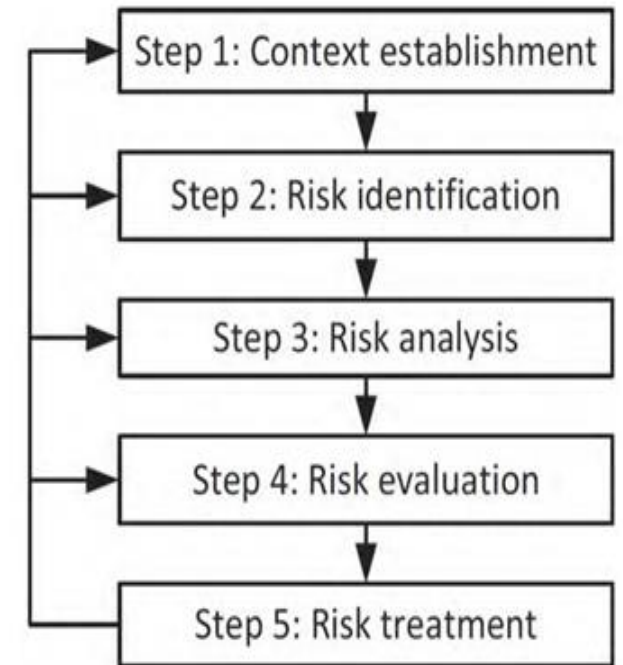 Step 1: Context establishment
Step 2: Risk identification
Step 3: Risk analysis
Step 4: Risk evaluation
Step 5: Risk treatment